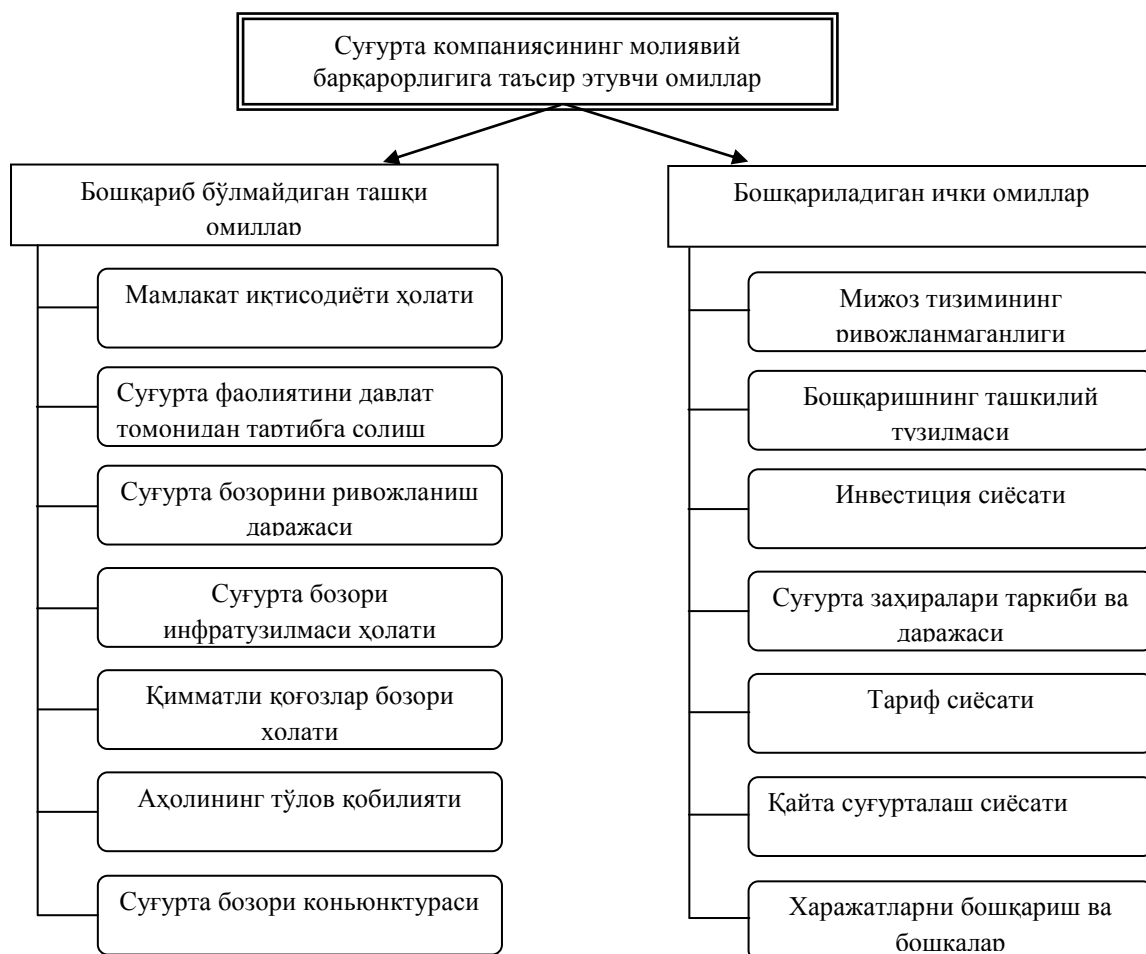 Суғурта компаниясининг молиявий
барқарорлигига таъсир этувчи омиллар
Бошқариб бўлмайдиган ташқи
омиллар
Мамлакат иқтисодиёти ҳолати
Суғурта фаолиятини давлат
томонидан тартибга солиш
Суғурта бозорини ривожланиш
даражаси
Суғурта бозори
инфратузилмаси ҳолати
Қимматли қоғозлар бозори
ҳолати
Аҳолининг тўлов қобилияти
Суғурта бозори коньюнктураси
Бошқариладиган ички омиллар
Мижоз тизимининг
ривожланмаганлиги
Бошқаришнинг ташкилий
тузилмаси
Инвестиция сиёсати
Суғурта заҳиралари таркиби ва
даражаси
Тариф сиёсати
Қайта суғурталаш сиёсати
Харажатларни бошқариш ва
бошқалар